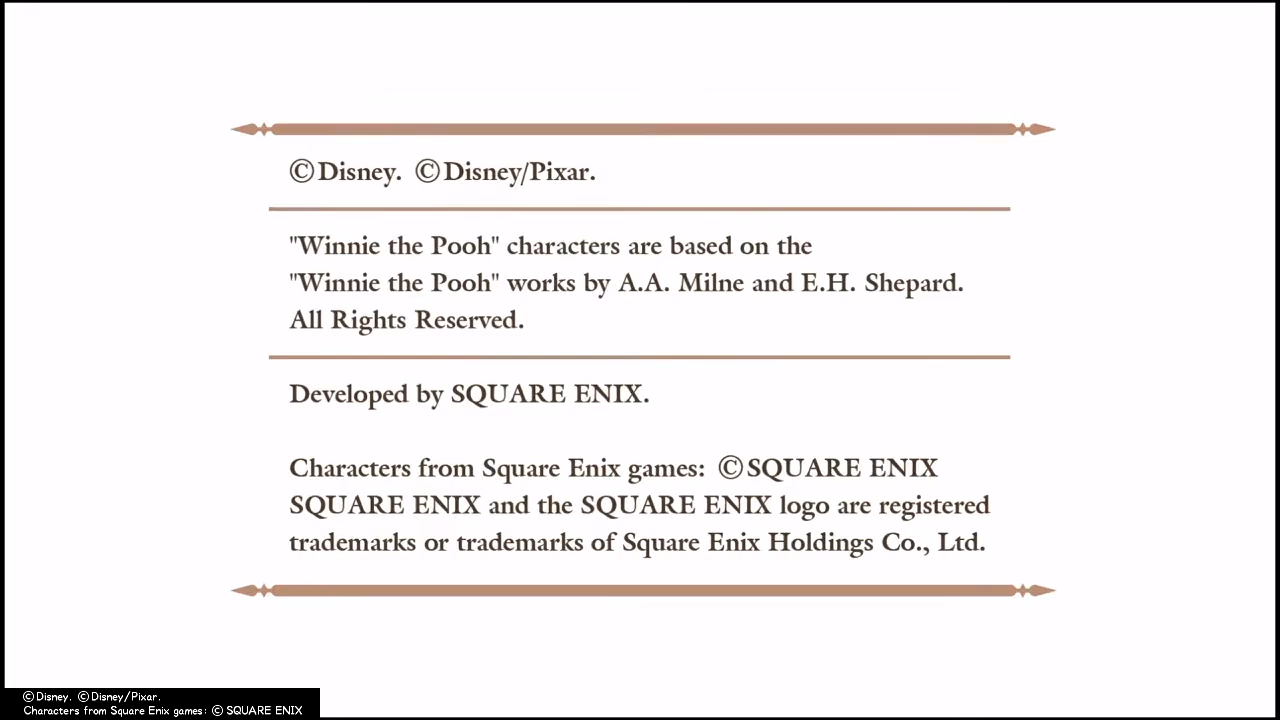 ©Disney. ©Disney/Pixar.
"Winnie the Pooh" characters are based on the
"Winnie the Pooh" works by A.A. Milne and E.H. Shepard.
All Rights Reserved.
Developed by SQUARE ENIX.
Characters from Square Enix games: ©SQUARE ENIX
SQUARE ENIX and the SQUARE ENIX logo are registered
trademarks or trademarks of Square Enix Holdings Co., Ltd.
©Disney. ©Disney/Pixar.
Characters from Square Enix games: © SQUARE ENIX